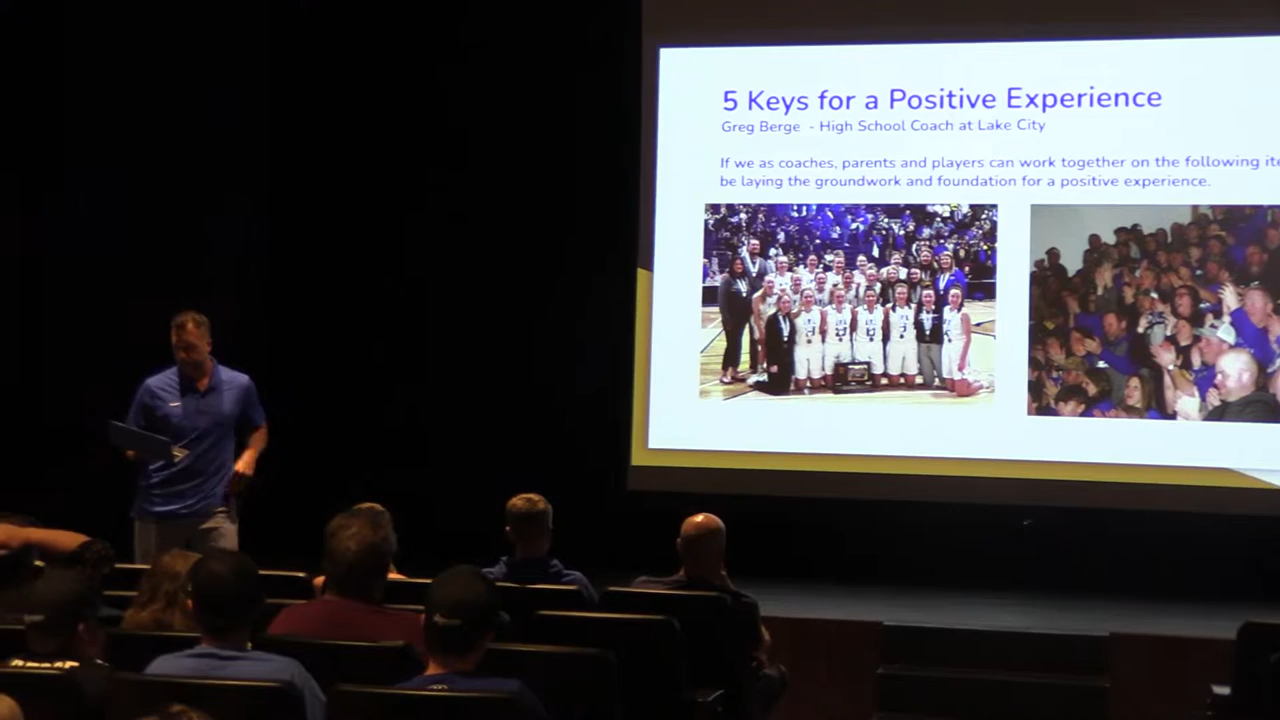 5 Keys for a Positive Experience
Greg Berge - High School Coach at Lake City
If we as coaches, parents and players can work together on the following
be laying the groundwork and foundation for a positive experience.